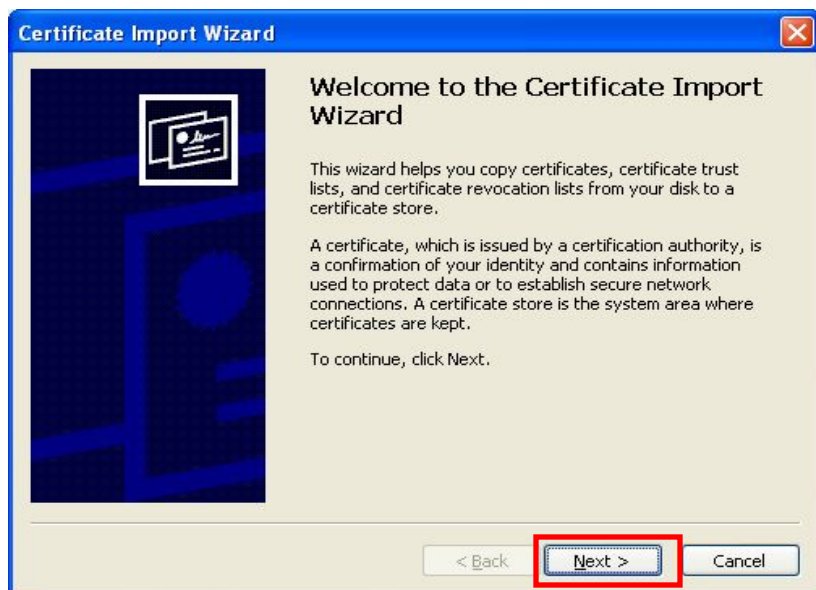 Certificate Import Wizard
Welcome to the Certificate Import
Wizard
This wizard helps you copy certificates, certificate trust
lists, and certificate revocation lists from your disk to a
certificate store.
A certificate, which is issued by a certification authority, is
a confirmation of your identity and contains information
used to protect data or to establish secure network
connections. A certificate store is the system area where
certificates are kept.
To continue, click Next.
< Back Next > Cancel